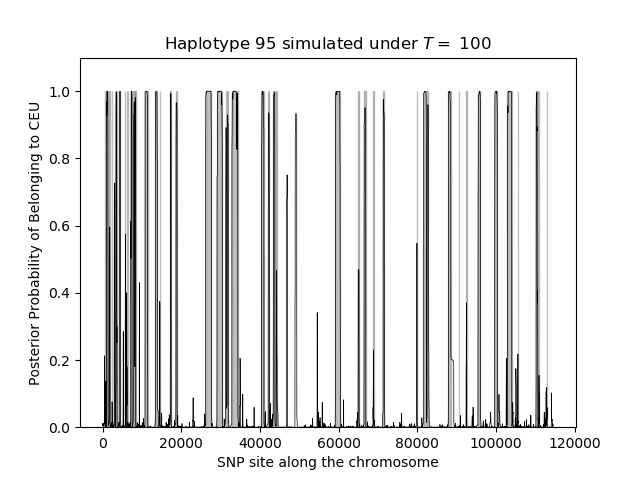 Haplotype 95 simulated under T = 100
Posterior Probability of Belonging to CEU
1.0
0.8
0.6
0.4
0.2
0.0
0 20000 40000 60000 80000 100000 120000
SNP site along the chromosome